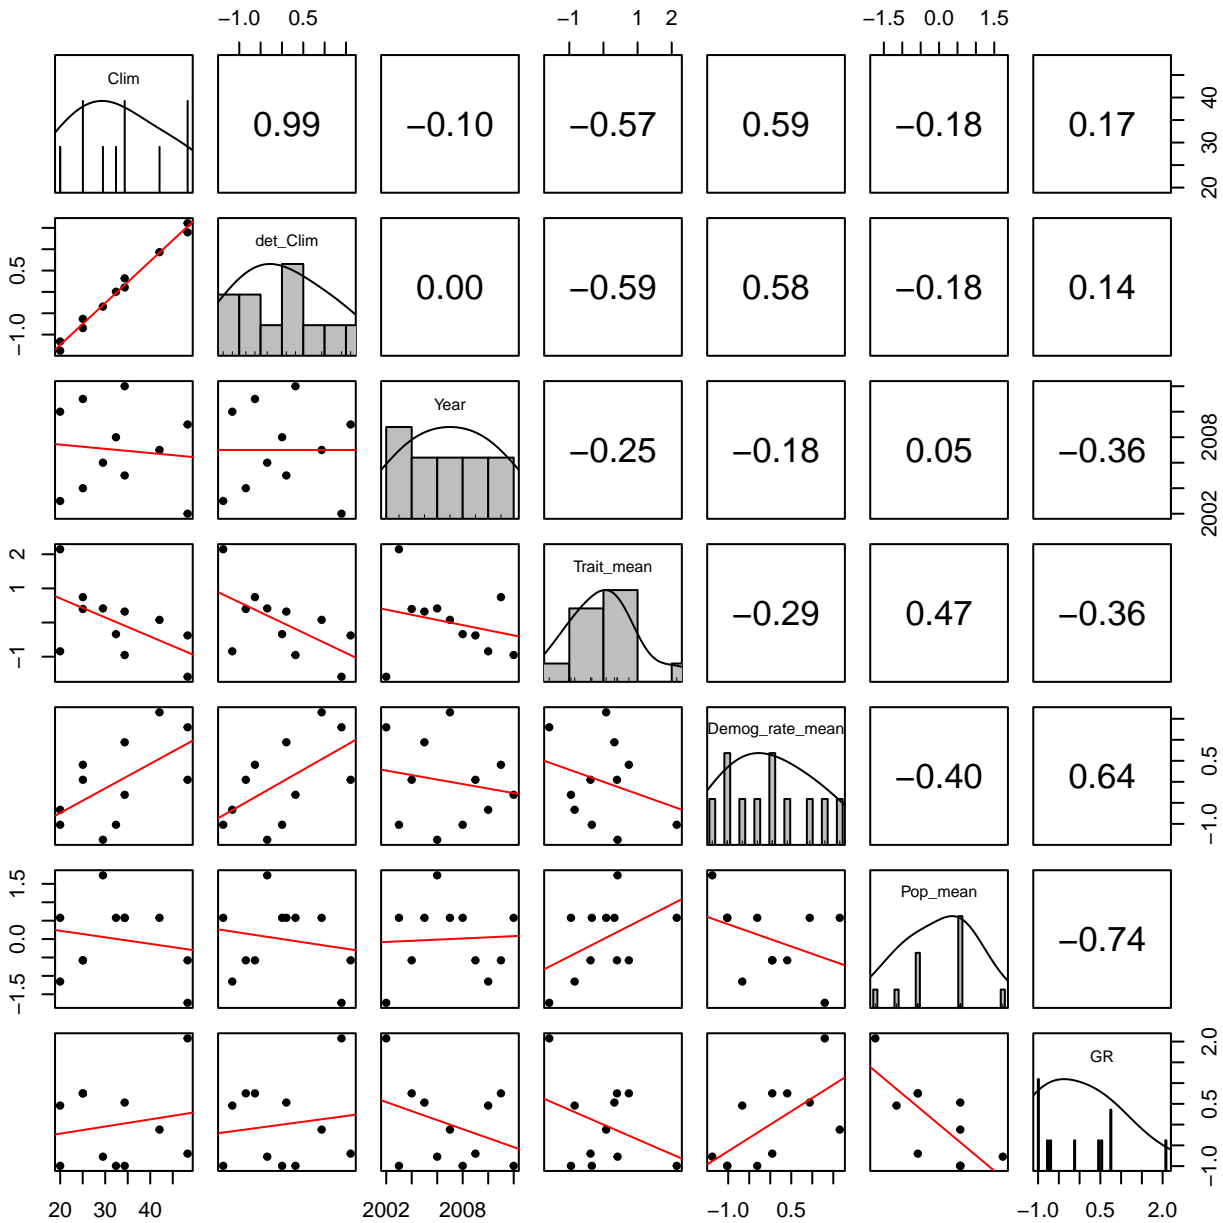 −1.0 0.5 −1 1 2 −1.5 0.0 1.5
Clim 0.99 −0.10 −0.57 0.59 −0.18 0.17 20 30 40
−1.0 0.5 det_Clim 0.00 −0.59 0.58 −0.18 0.14
Year −0.25 −0.18 0.05 −0.36 2002 2008
−1 1 2 Trait_mean −0.29 0.47 −0.36
Demog_rate_mean −0.40 0.64 −1.0 0.5
−1.5 0.0 1.5 Pop_mean −0.74
GR −1.0 0.5 2.0
20 30 40 2002 2008 −1.0 0.5 −1.0 0.5 2.0